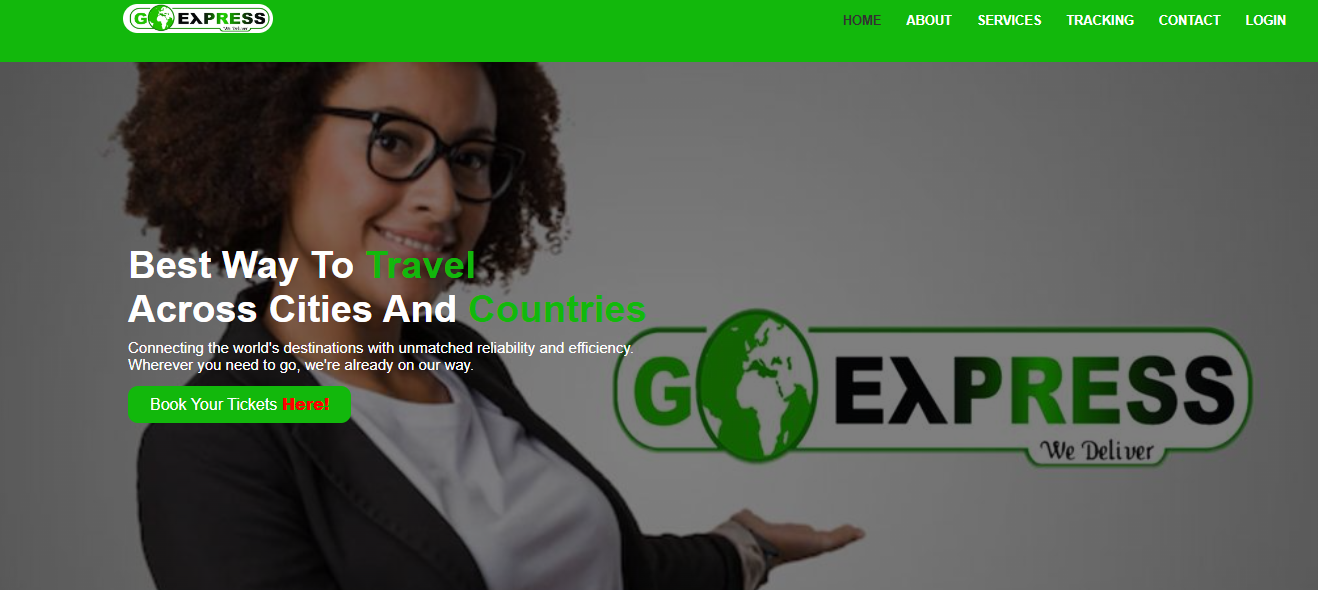 GO EXPRESS
We Deliver
HOME ABOUT SERVICES TRACKING CONTACT LOGIN
Best Way To Travel
Across Cities And Countries
Connecting the world's destinations with unmatched reliability and efficiency.
Wherever you need to go, we're already on our way.
Book Your Tickets Here!
GO EXPRESS
We Deliver